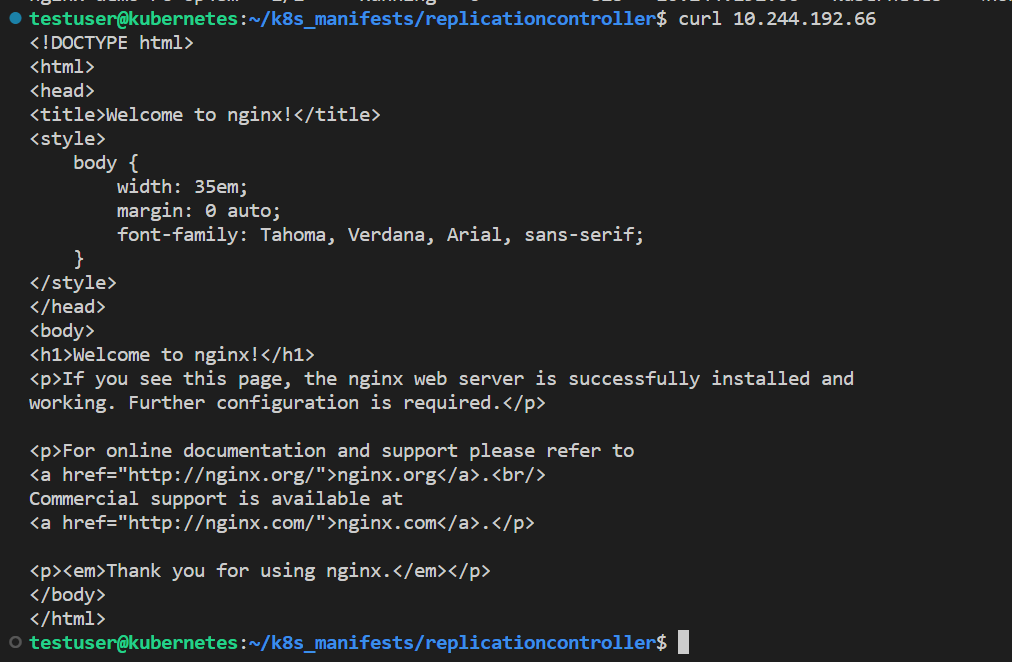 testuser@kubernetes:~/k8s_manifests/replicationcontroller$ curl 10.244.192.66
<!DOCTYPE html>
<html>
<head>
<title>Welcome to nginx!</title>
<style>
    body {
        width: 35em;
        margin: 0 auto;
        font-family: Tahoma, Verdana, Arial, sans-serif;
    }
</style>
</head>
<body>
<h1>Welcome to nginx!</h1>
<p>If you see this page, the nginx web server is successfully installed and
working. Further configuration is required.</p>

<p>For online documentation and support please refer to
<a href="http://nginx.org/">nginx.org</a>.<br/>
Commercial support is available at
<a href="http://nginx.com/">nginx.com</a>.</p>

<p><em>Thank you for using nginx.</em></p>
</body>
</html>
testuser@kubernetes:~/k8s_manifests/replicationcontroller$